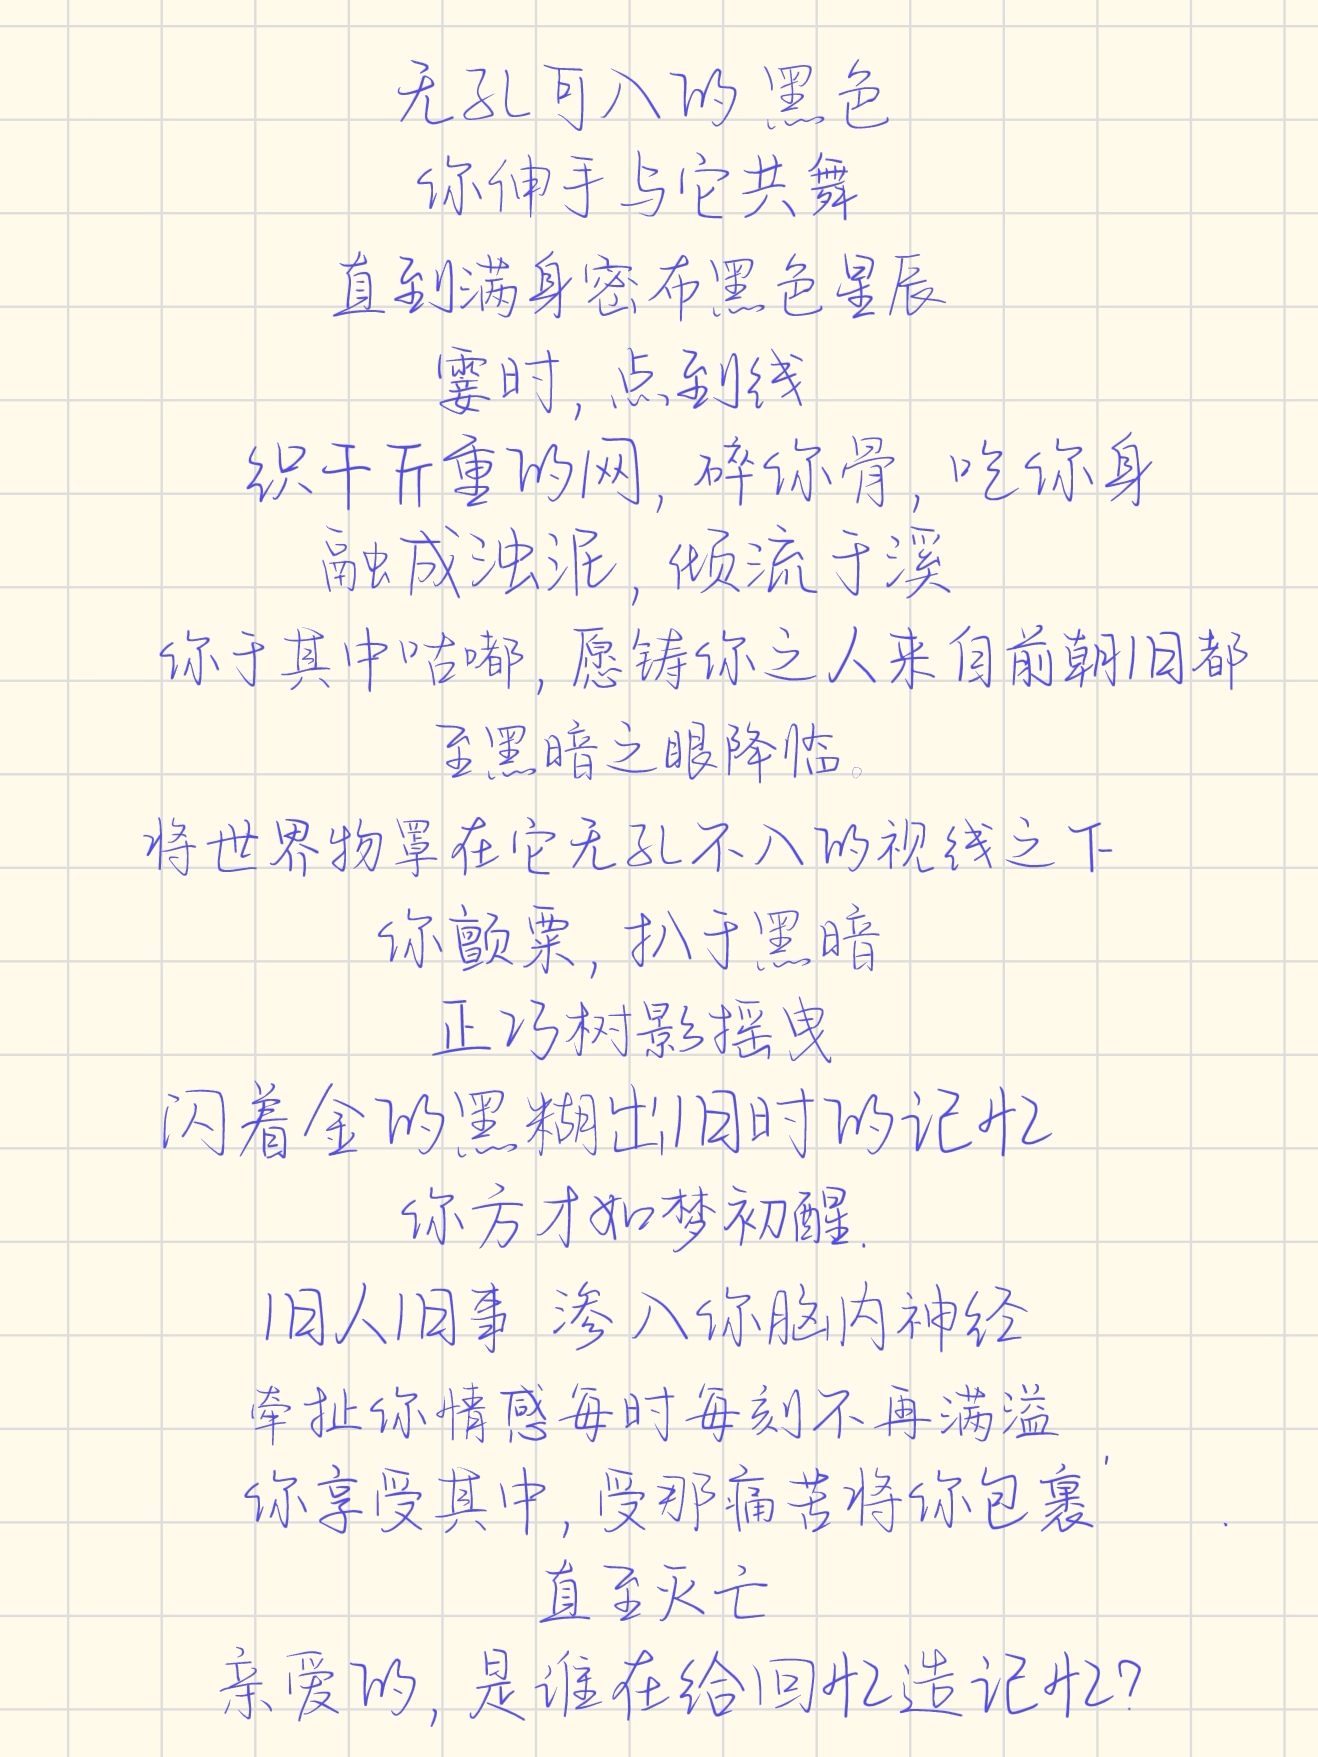 无孔可入的黑色
你伸手与它共舞
直到满身密布黑色星辰
霎时,点到线
织千斤重的网,碎你骨,吃你身
融成浊泥,倾流于溪
你于其中咕嘟,愿铸你之人来自前朝旧都
至黑暗之眼降临。
将世界物罩在它无孔不入的视线之下
你颤粟,扒于黑暗
正巧树影摇曳
闪着金的黑糊出旧时的记忆
你方才如梦初醒.
旧人旧事 渗入你脑内神经
牵扯你情感每时每刻不再满溢
你享受其中,受那痛苦将你包裹
直至灭亡
亲爱的,是谁在给回忆造记忆?